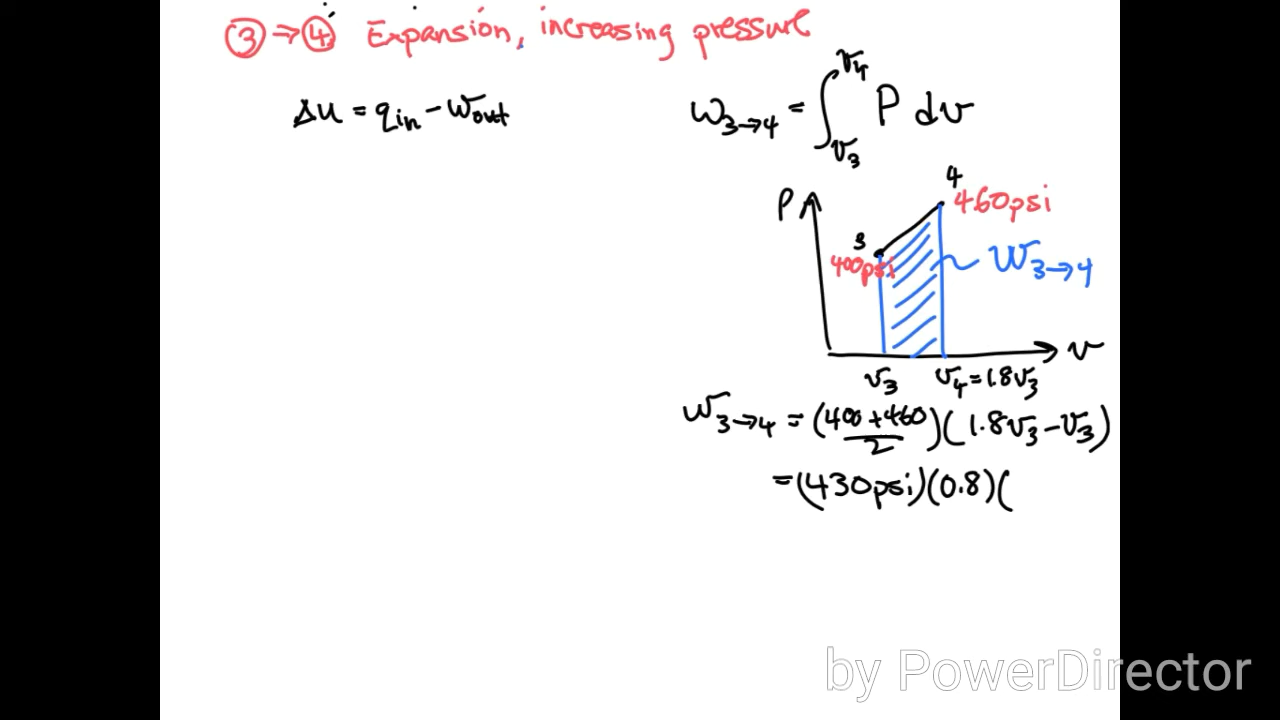 ③ → ④ Expansion, increasing pressure
Δu = q_in - w_out
w_3→4 = ∫_v3^v4 P dv
4
P
460psi
3
400psi
w_3→4
v
v3
v4 = 1.8v3
w_3→4 = ((400+460)/2)(1.8v3 - v3)
= (430psi)(0.8)(
by PowerDirector